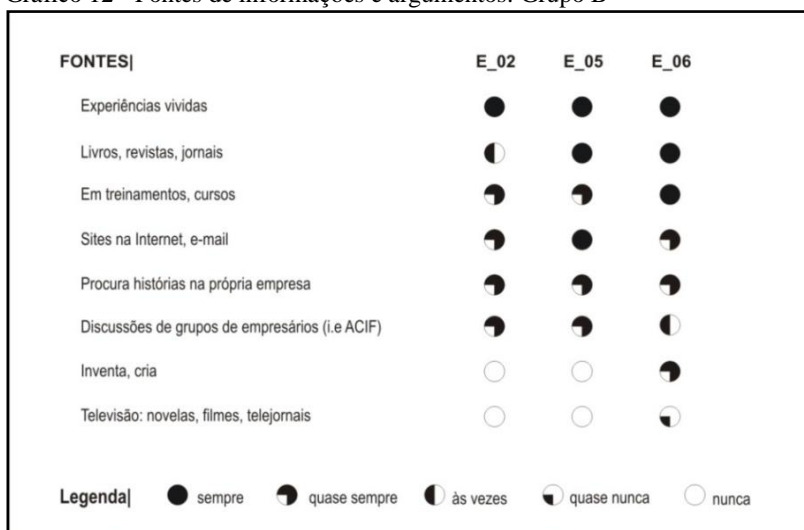 Gráfico 12 - Fontes de informações e argumentos: Grupo B
FONTES| E_02 E_05 E_06
Experiências vividas
Livros, revistas, jornais
Em treinamentos, cursos
Sites na Internet, e-mail
Procura histórias na própria empresa
Discussões de grupos de empresários (i.e ACIF)
Inventa, cria
Televisão: novelas, filmes, telejornais
Legenda| sempre quase sempre às vezes quase nunca nunca